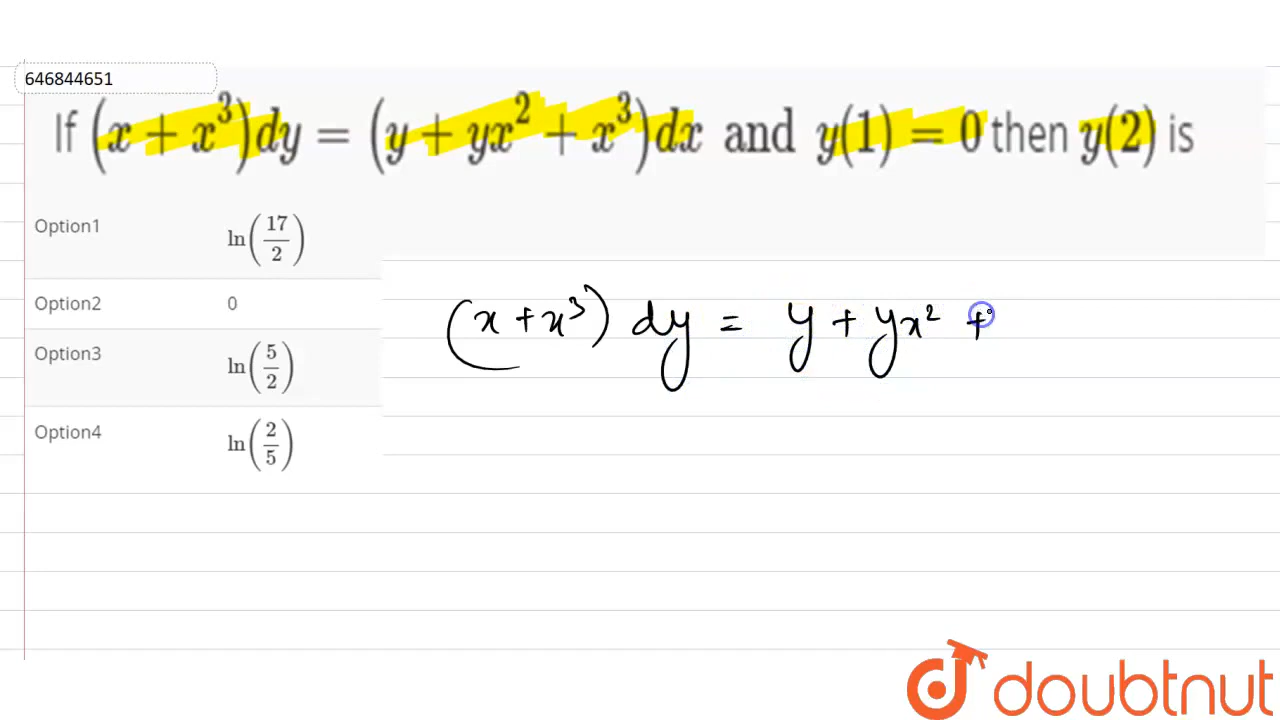 646844651
If (x + x³)dy = (y + yx² + x³)dx and y(1) = 0 then y(2) is
Option1 ln(17/2)
Option2 0
Option3 ln(5/2)
Option4 ln(2/5)
(x + x³) dy = y + yx² +
doubtnut